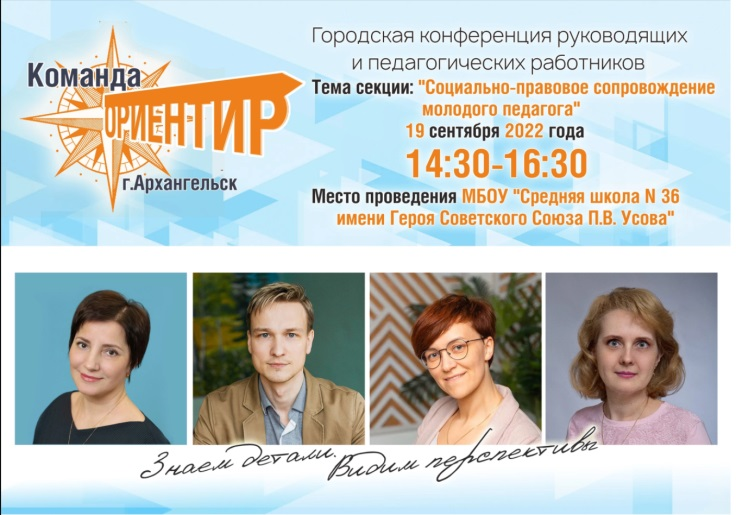 Команда
ОРИЕНТИР
г.Архангельск
Городская конференция руководящих
и педагогических работников
Тема секции: "Социально-правовое сопровождение
молодого педагога"
19 сентября 2022 года
14:30-16:30
Место проведения МБОУ "Средняя школа N 36
имени Героя Советского Союза П.В. Усова"
Знаем детали. Видим перспективы